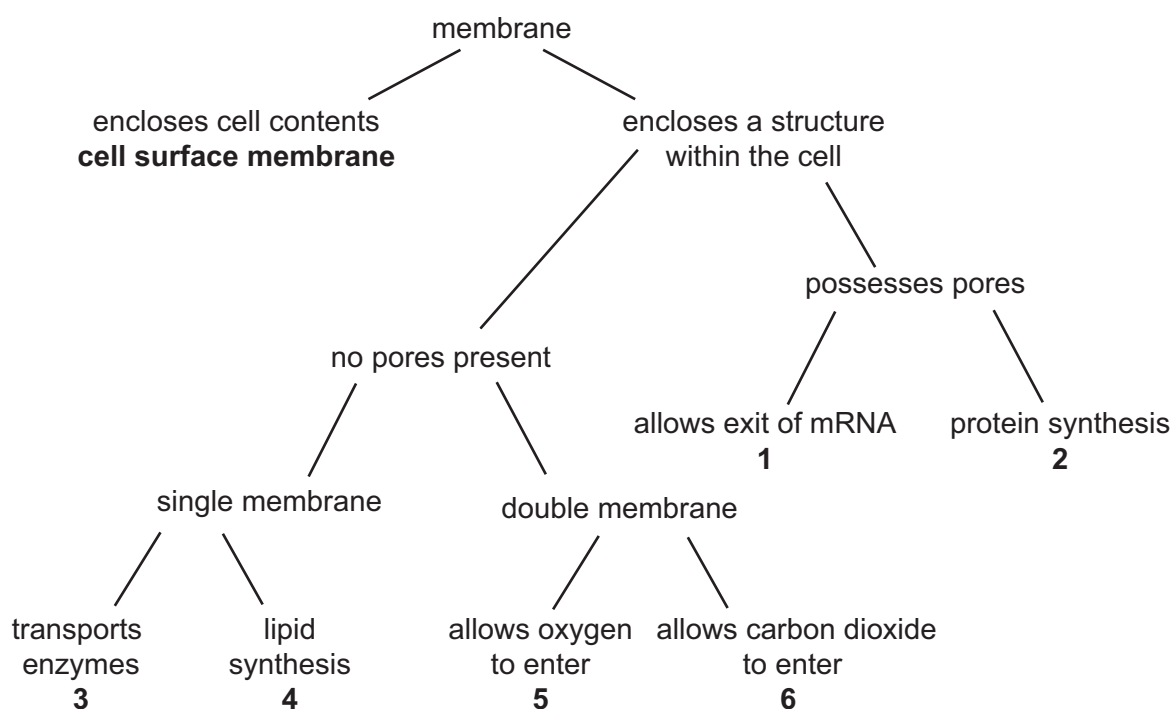 membrane
encloses cell contents
cell surface membrane
encloses a structure
within the cell
possesses pores
no pores present
allows exit of mRNA
1
protein synthesis
2
single membrane
double membrane
transports
enzymes
3
lipid
synthesis
4
allows oxygen
to enter
5
allows carbon dioxide
to enter
6